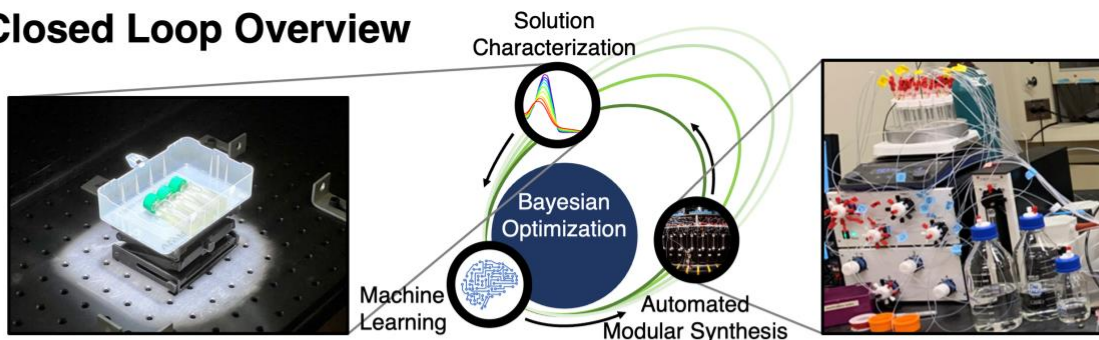 Closed Loop Overview
Solution
Characterization
Bayesian
Optimization
Machine
Learning
Automated
Modular Synthesis